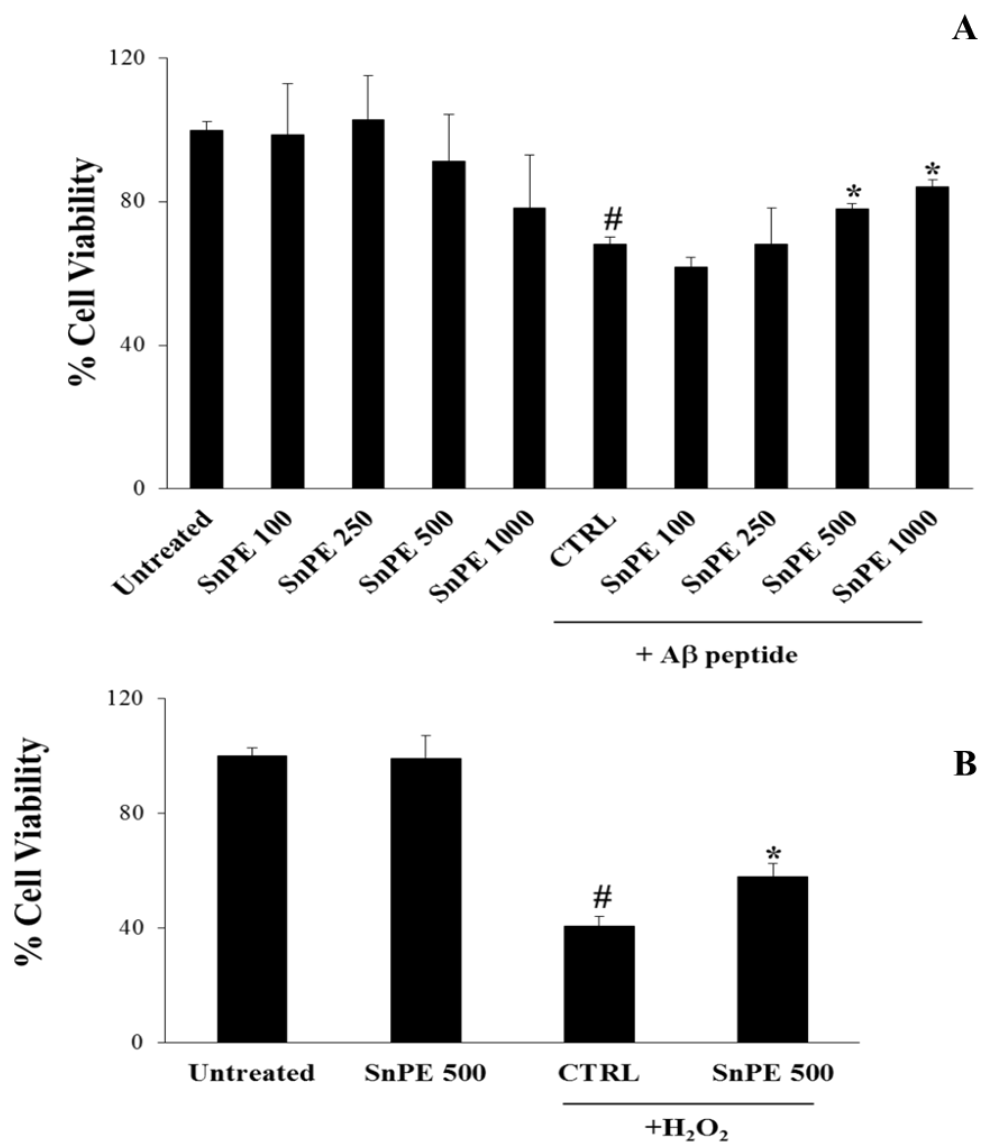 A
120
80
40
0
% Cell Viability
#
*
*
Untreated
SnPE 100
SnPE 250
SnPE 500
SnPE 1000
CTRL
SnPE 100
SnPE 250
SnPE 500
SnPE 1000
+ Aβ peptide
B
120
80
40
0
% Cell Viability
#
*
Untreated
SnPE 500
CTRL
SnPE 500
+H₂O₂